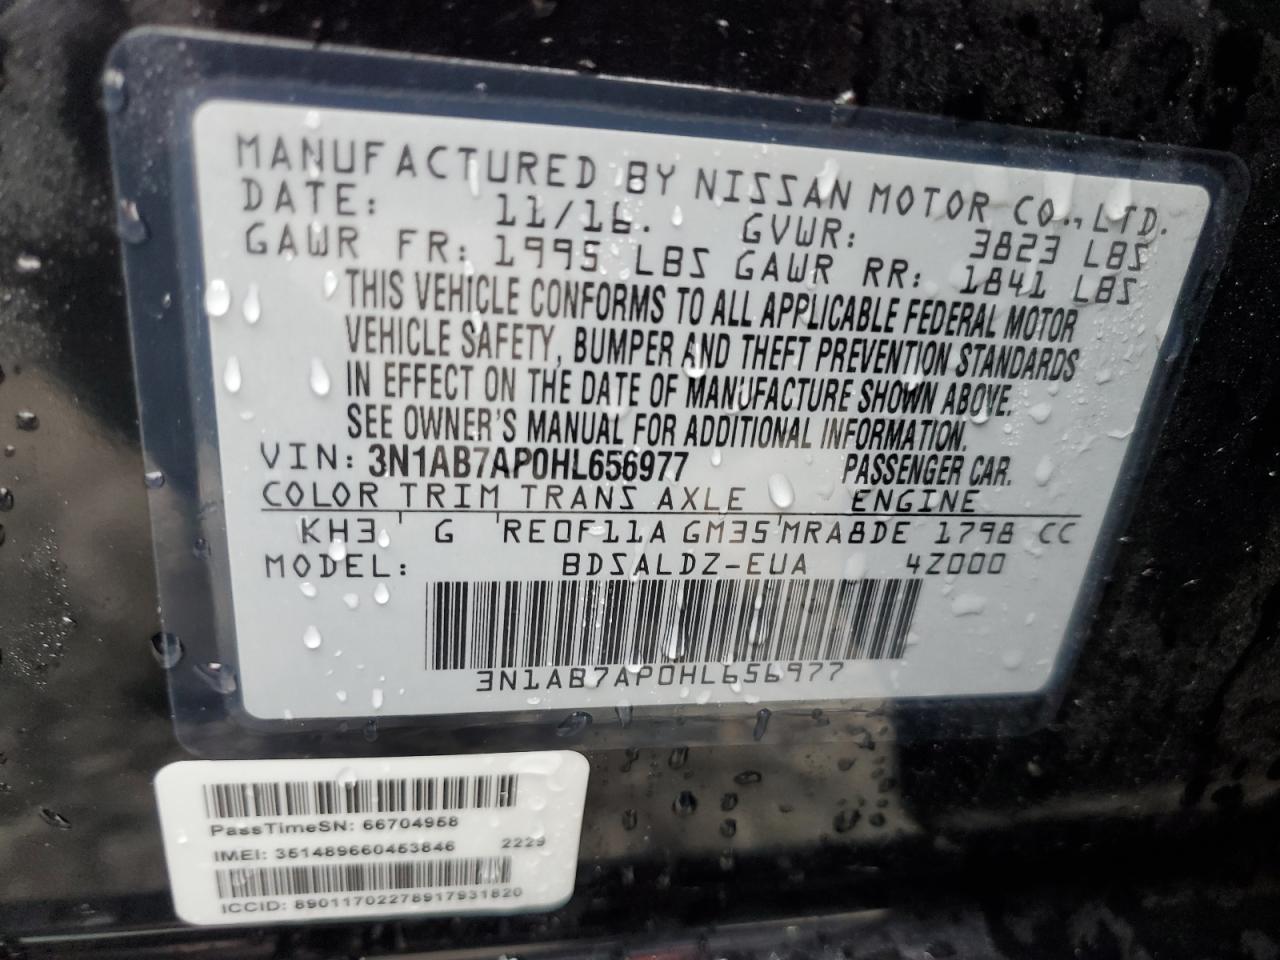 MANUFACTURED BY NISSAN MOTOR CO., LTD.
DATE: 11/16. GVWR: 3823 LBS
GAWR FR: 1995 LBS GAWR RR: 1841 LBS
THIS VEHICLE CONFORMS TO ALL APPLICABLE FEDERAL MOTOR
VEHICLE SAFETY, BUMPER AND THEFT PREVENTION STANDARDS
IN EFFECT ON THE DATE OF MANUFACTURE SHOWN ABOVE.
SEE OWNER'S MANUAL FOR ADDITIONAL INFORMATION.
VIN: 3N1AB7AP0HL656977 PASSENGER CAR.
COLOR TRIM TRANS AXLE ENGINE
KH3 G RE0F11A GM35 MRA8DE 1798 CC
MODEL: BDSALDZ-EUA 4Z000
3N1AB7AP0HL656977
PassTimeSN: 66704958
IMEI: 351489660453846 2229
ICCID: 89011702278917931820